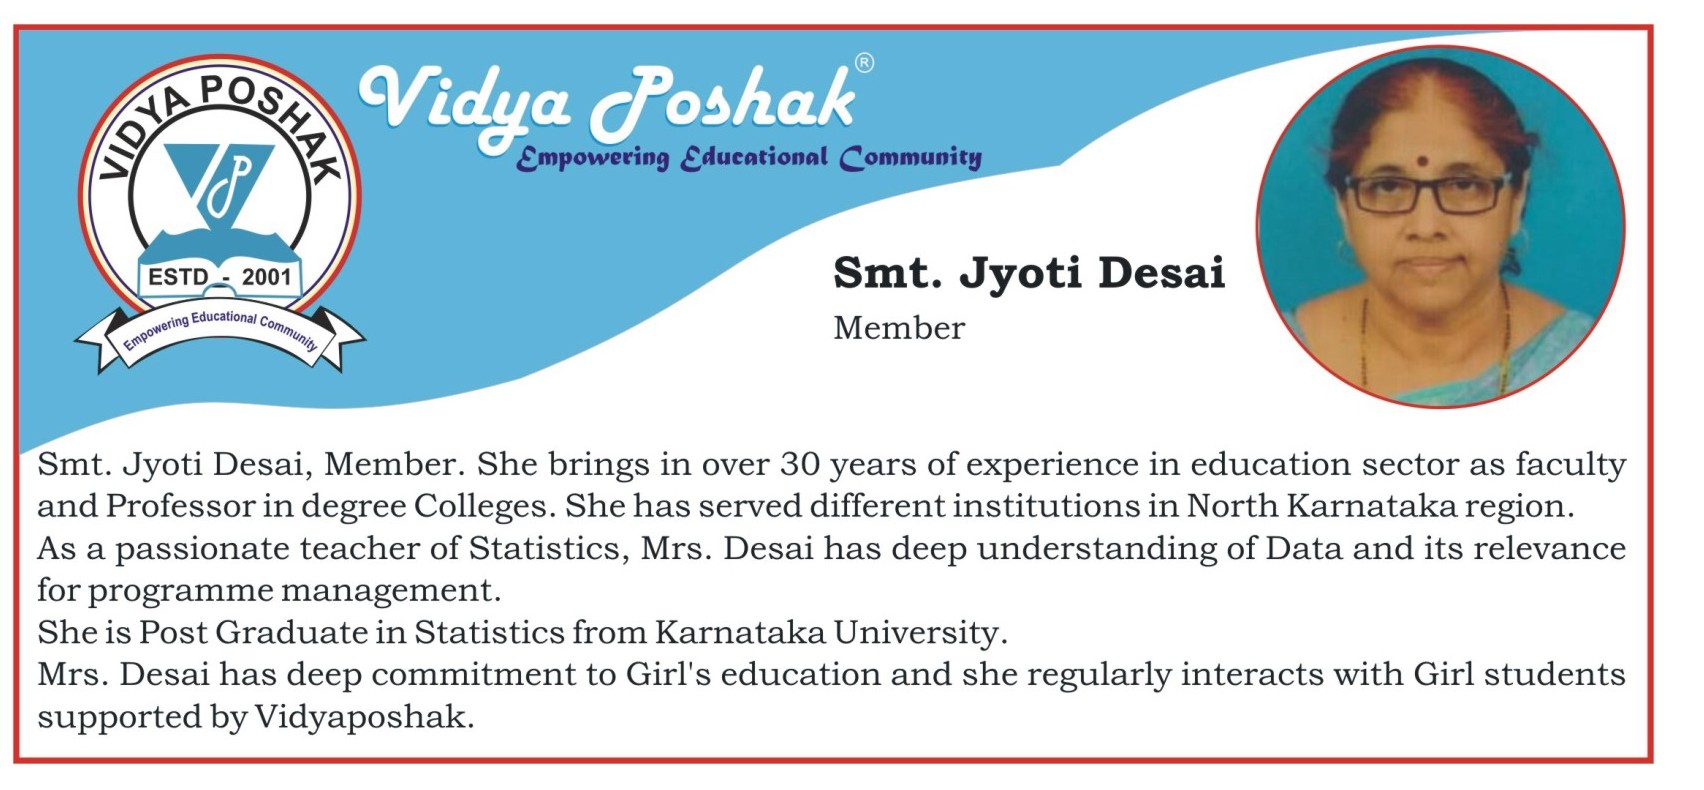 VIDYA POSHAK
ESTD - 2001
Empowering Educational Community
Vidya Poshak®
Empowering Educational Community
Smt. Jyoti Desai
Member
Smt. Jyoti Desai, Member. She brings in over 30 years of experience in education sector as faculty
and Professor in degree Colleges. She has served different institutions in North Karnataka region.
As a passionate teacher of Statistics, Mrs. Desai has deep understanding of Data and its relevance
for programme management.
She is Post Graduate in Statistics from Karnataka University.
Mrs. Desai has deep commitment to Girl's education and she regularly interacts with Girl students
supported by Vidyaposhak.